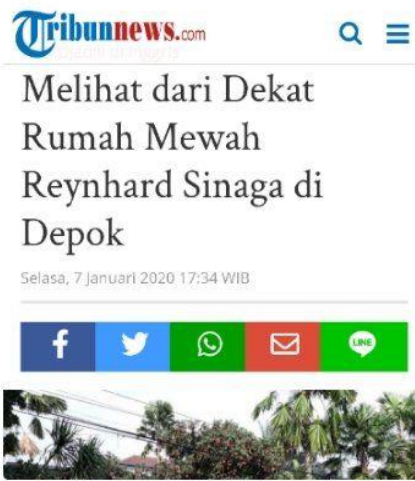 Tribunnews.com
Melihat dari Dekat
Rumah Mewah
Reynhard Sinaga di
Depok
Selasa, 7 Januari 2020 17:34 WIB
LINE